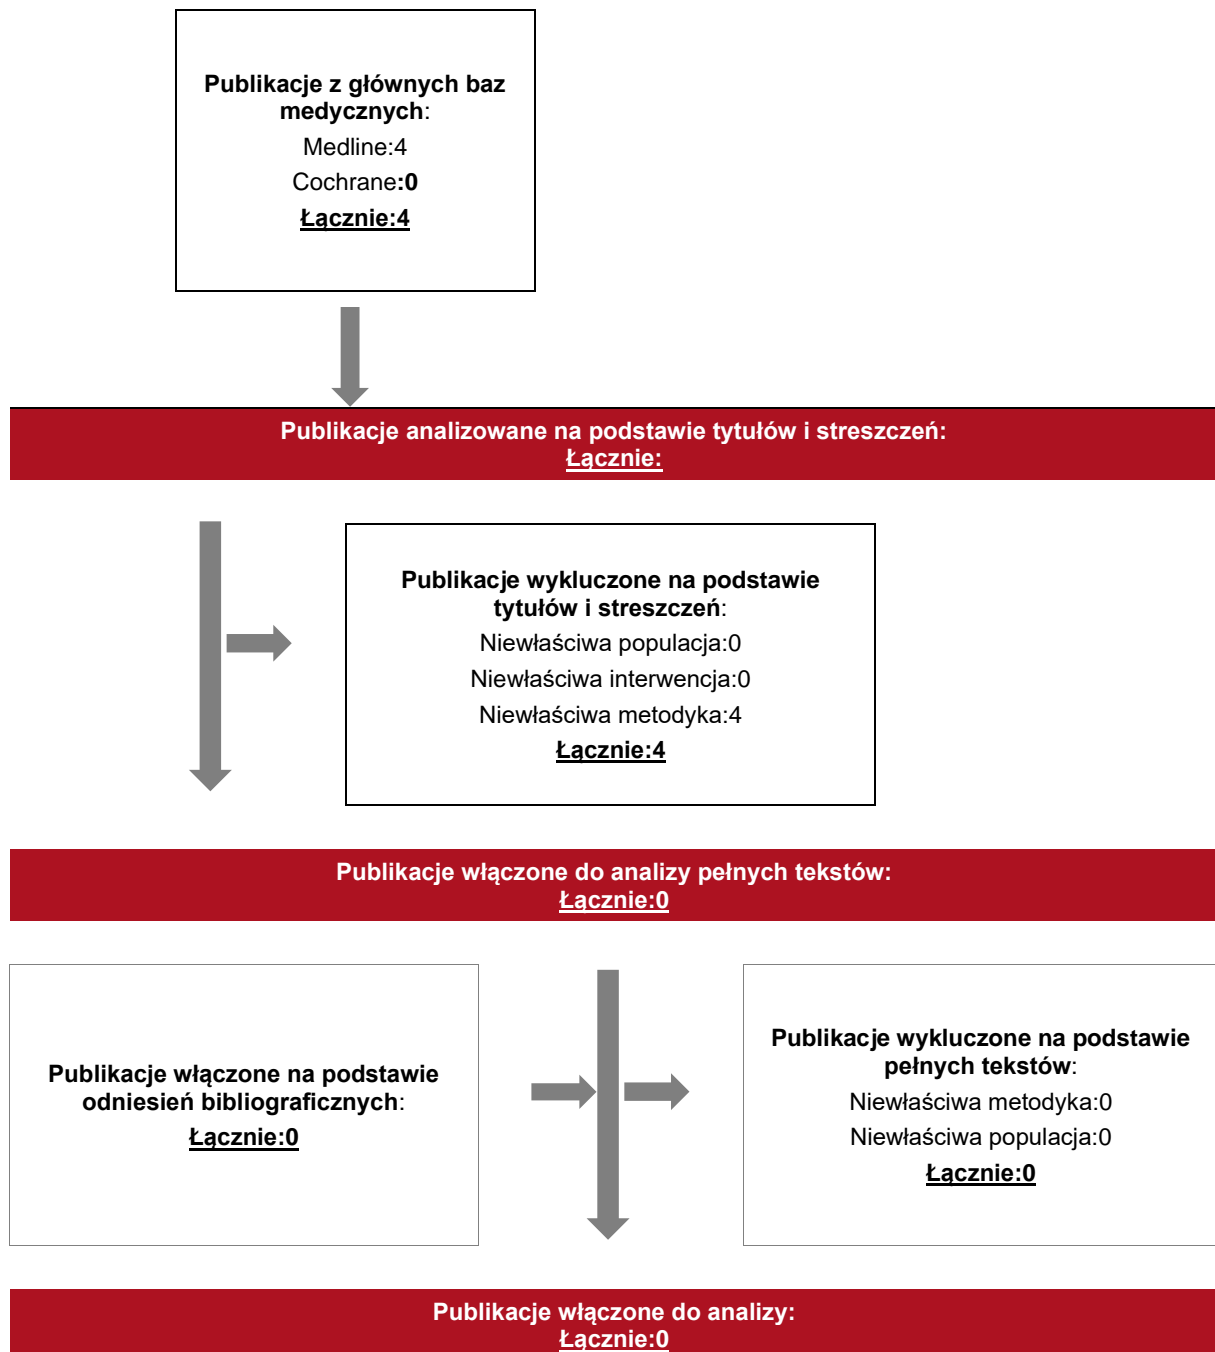 Publikacje z głównych baz
medycznych:
Medline:4
Cochrane:0
Łącznie:4
Publikacje analizowane na podstawie tytułów i streszczeń:
Łącznie:
Publikacje wykluczone na podstawie
tytułów i streszczeń:
Niewłaściwa populacja:0
Niewłaściwa interwencja:0
Niewłaściwa metodyka:4
Łącznie:4
Publikacje włączone do analizy pełnych tekstów:
Łącznie:0
Publikacje włączone na podstawie
odniesień bibliograficznych:
Łącznie:0
Publikacje wykluczone na podstawie
pełnych tekstów:
Niewłaściwa metodyka:0
Niewłaściwa populacja:0
Łącznie:0
Publikacje włączone do analizy:
Łącznie:0